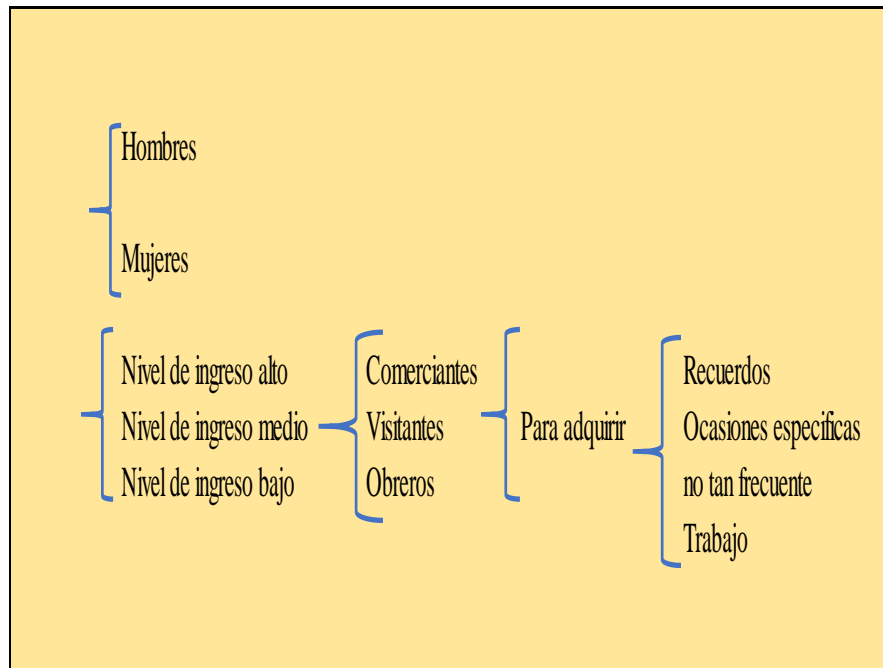 Hombres
Mujeres
Nivel de ingreso alto
Nivel de ingreso medio
Nivel de ingreso bajo
Comerciantes
Visitantes
Obreros
Para adquirir
Recuerdos
Ocasiones especificas
no tan frecuente
Trabajo